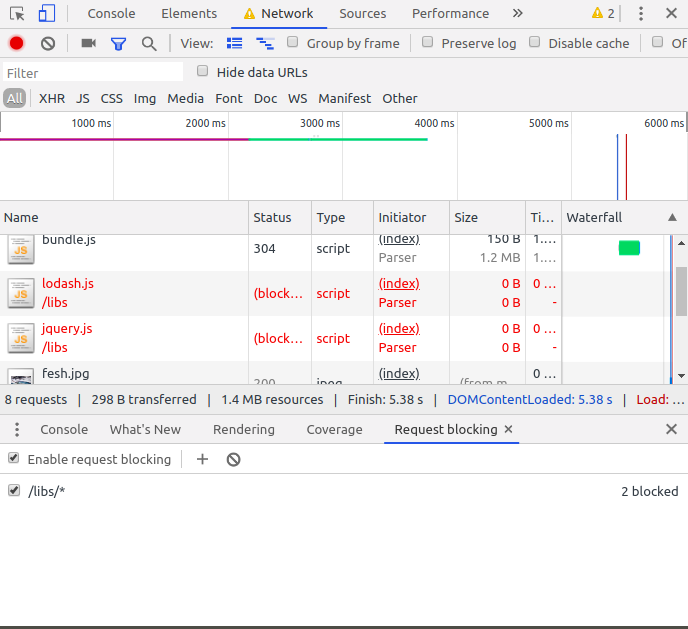 Console Elements Network Sources Performance » 2
View: Group by frame Preserve log Disable cache Of
Filter Hide data URLs
All XHR JS CSS Img Media Font Doc WS Manifest Other
1000 ms 2000 ms 3000 ms 4000 ms 5000 ms 6000 ms
Name Status Type Initiator Size Ti… Waterfall
bundle.js 304 script (index) 150 B 1.…
Parser 1.2 MB 1.…
lodash.js (block… script (index) 0 B 0 …
/libs Parser 0 B -
jquery.js (block… script (index) 0 B 0 …
/libs Parser 0 B -
fesh.jpg 200 jpeg (index) (from m… 0 …
8 requests | 298 B transferred | 1.4 MB resources | Finish: 5.38 s | DOMContentLoaded: 5.38 s | Load: …
Console What's New Rendering Coverage Request blocking ×
Enable request blocking
/libs/* 2 blocked